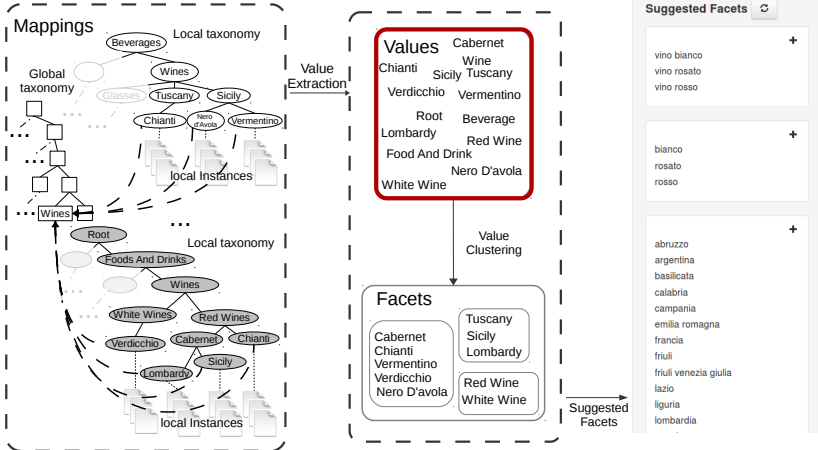 Mappings
Local taxonomy
Beverages
Global
taxonomy
Wines
Glasses
Tuscany
Sicily
Chianti
Nero
d'Avola
Vermentino
...
...
...
local Instances
...
Wines
...
Root
Local taxonomy
Foods And Drinks
Wines
...
White Wines
Red Wines
...
Verdicchio
Cabernet
Chianti
Sicily
Lombardy
local Instances
Value
Extraction
Values
Cabernet
Chianti
Wine
Sicily
Tuscany
Verdicchio
Vermentino
Root
Beverage
Lombardy
Red Wine
Food And Drink
Nero D'avola
White Wine
Value
Clustering
Facets
Cabernet
Chianti
Vermentino
Verdicchio
Nero D'avola
Tuscany
Sicily
Lombardy
Red Wine
White Wine
Suggested
Facets
Suggested Facets
+
vino bianco
vino rosato
vino rosso
+
bianco
rosato
rosso
+
abruzzo
argentina
basilicata
calabria
campania
emilia romagna
francia
friuli
friuli venezia giulia
lazio
liguria
lombardia